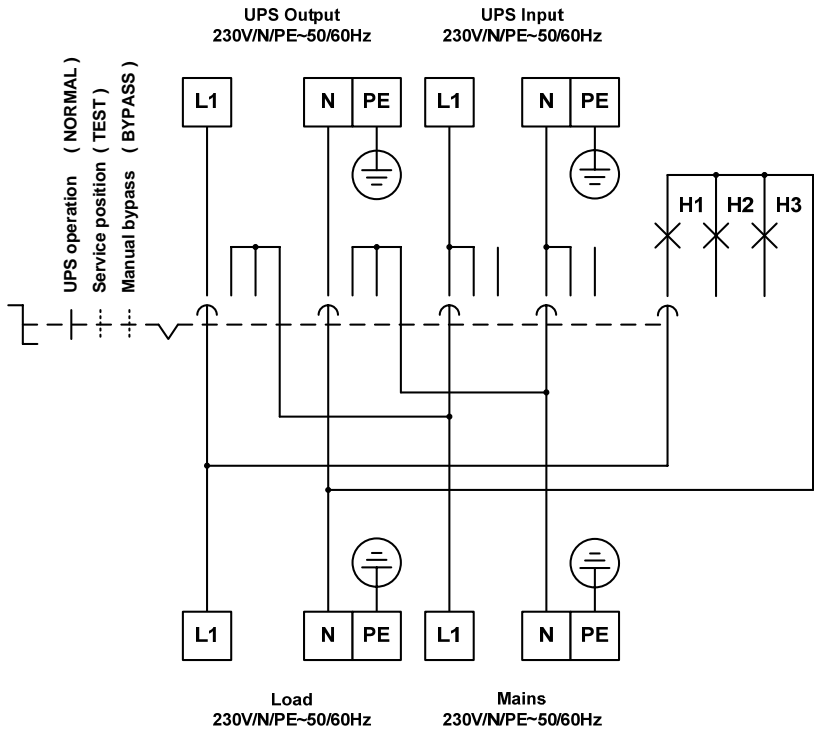 UPS Output
230V/N/PE~50/60Hz
UPS Input
230V/N/PE~50/60Hz
L1
N
PE
L1
N
PE
UPS operation ( NORMAL )
Service position ( TEST )
Manual bypass ( BYPASS )
H1
H2
H3
L1
N
PE
L1
N
PE
Load
230V/N/PE~50/60Hz
Mains
230V/N/PE~50/60Hz